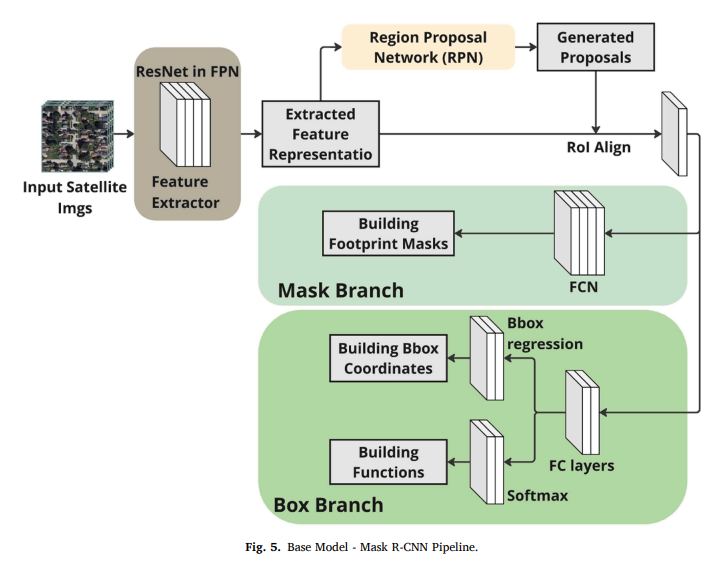 ResNet in FPN
Feature
Extractor
Input Satellite
Imgs
Extracted
Feature
Representatio
Region Proposal
Network (RPN)
Generated
Proposals
RoI Align
Building
Footprint Masks
FCN
Mask Branch
Bbox
regression
Building Bbox
Coordinates
FC layers
Building
Functions
Softmax
Box Branch
Fig. 5. Base Model - Mask R-CNN Pipeline.